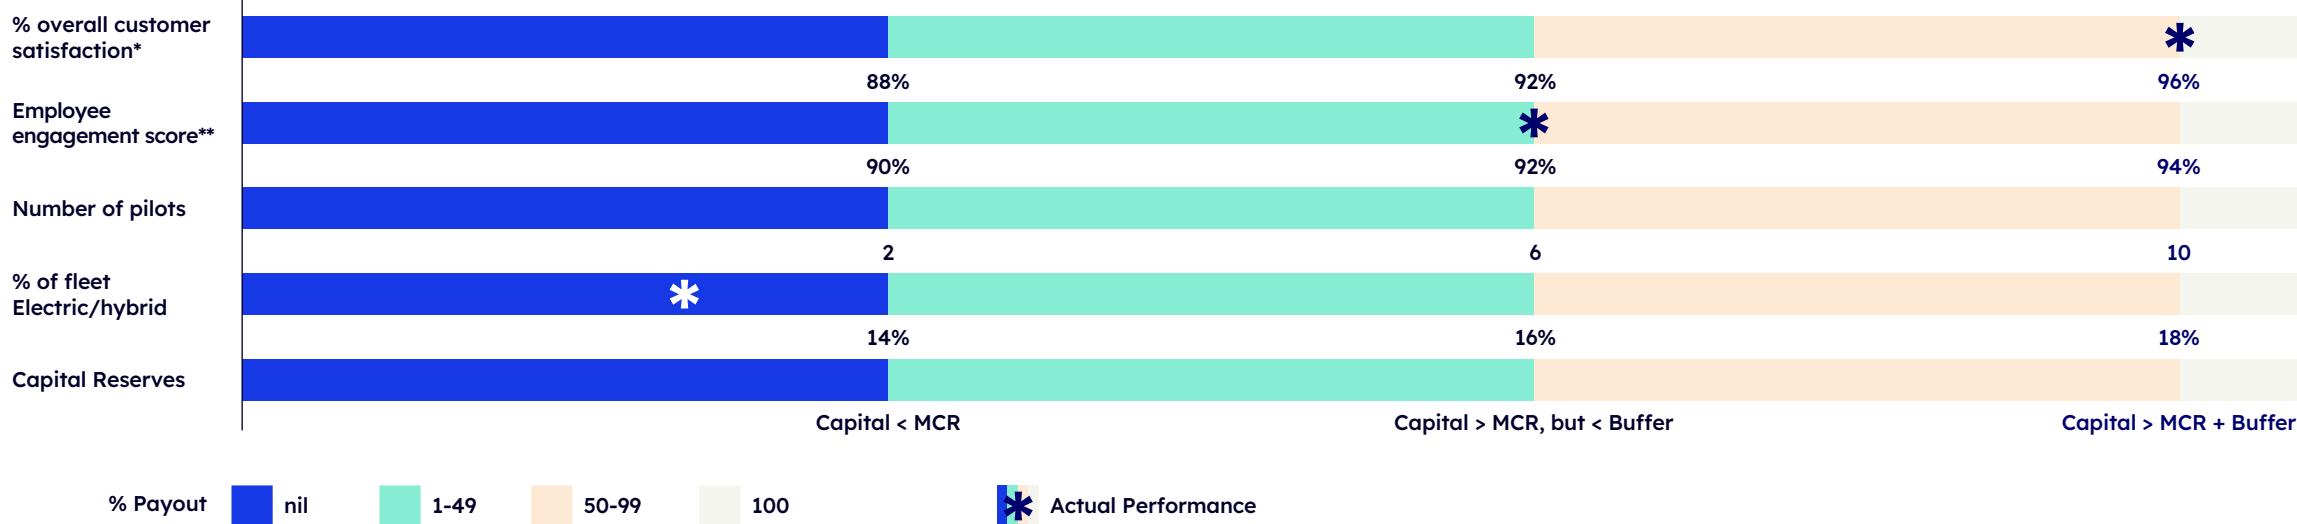 % overall customer
satisfaction*
88%
92%
96%
Employee
engagement score**
90%
92%
94%
Number of pilots
2
6
10
% of fleet
Electric/hybrid
14%
16%
18%
Capital Reserves
Capital < MCR
Capital > MCR, but < Buffer
Capital > MCR + Buffer
% Payout
nil
1-49
50-99
100
Actual Performance